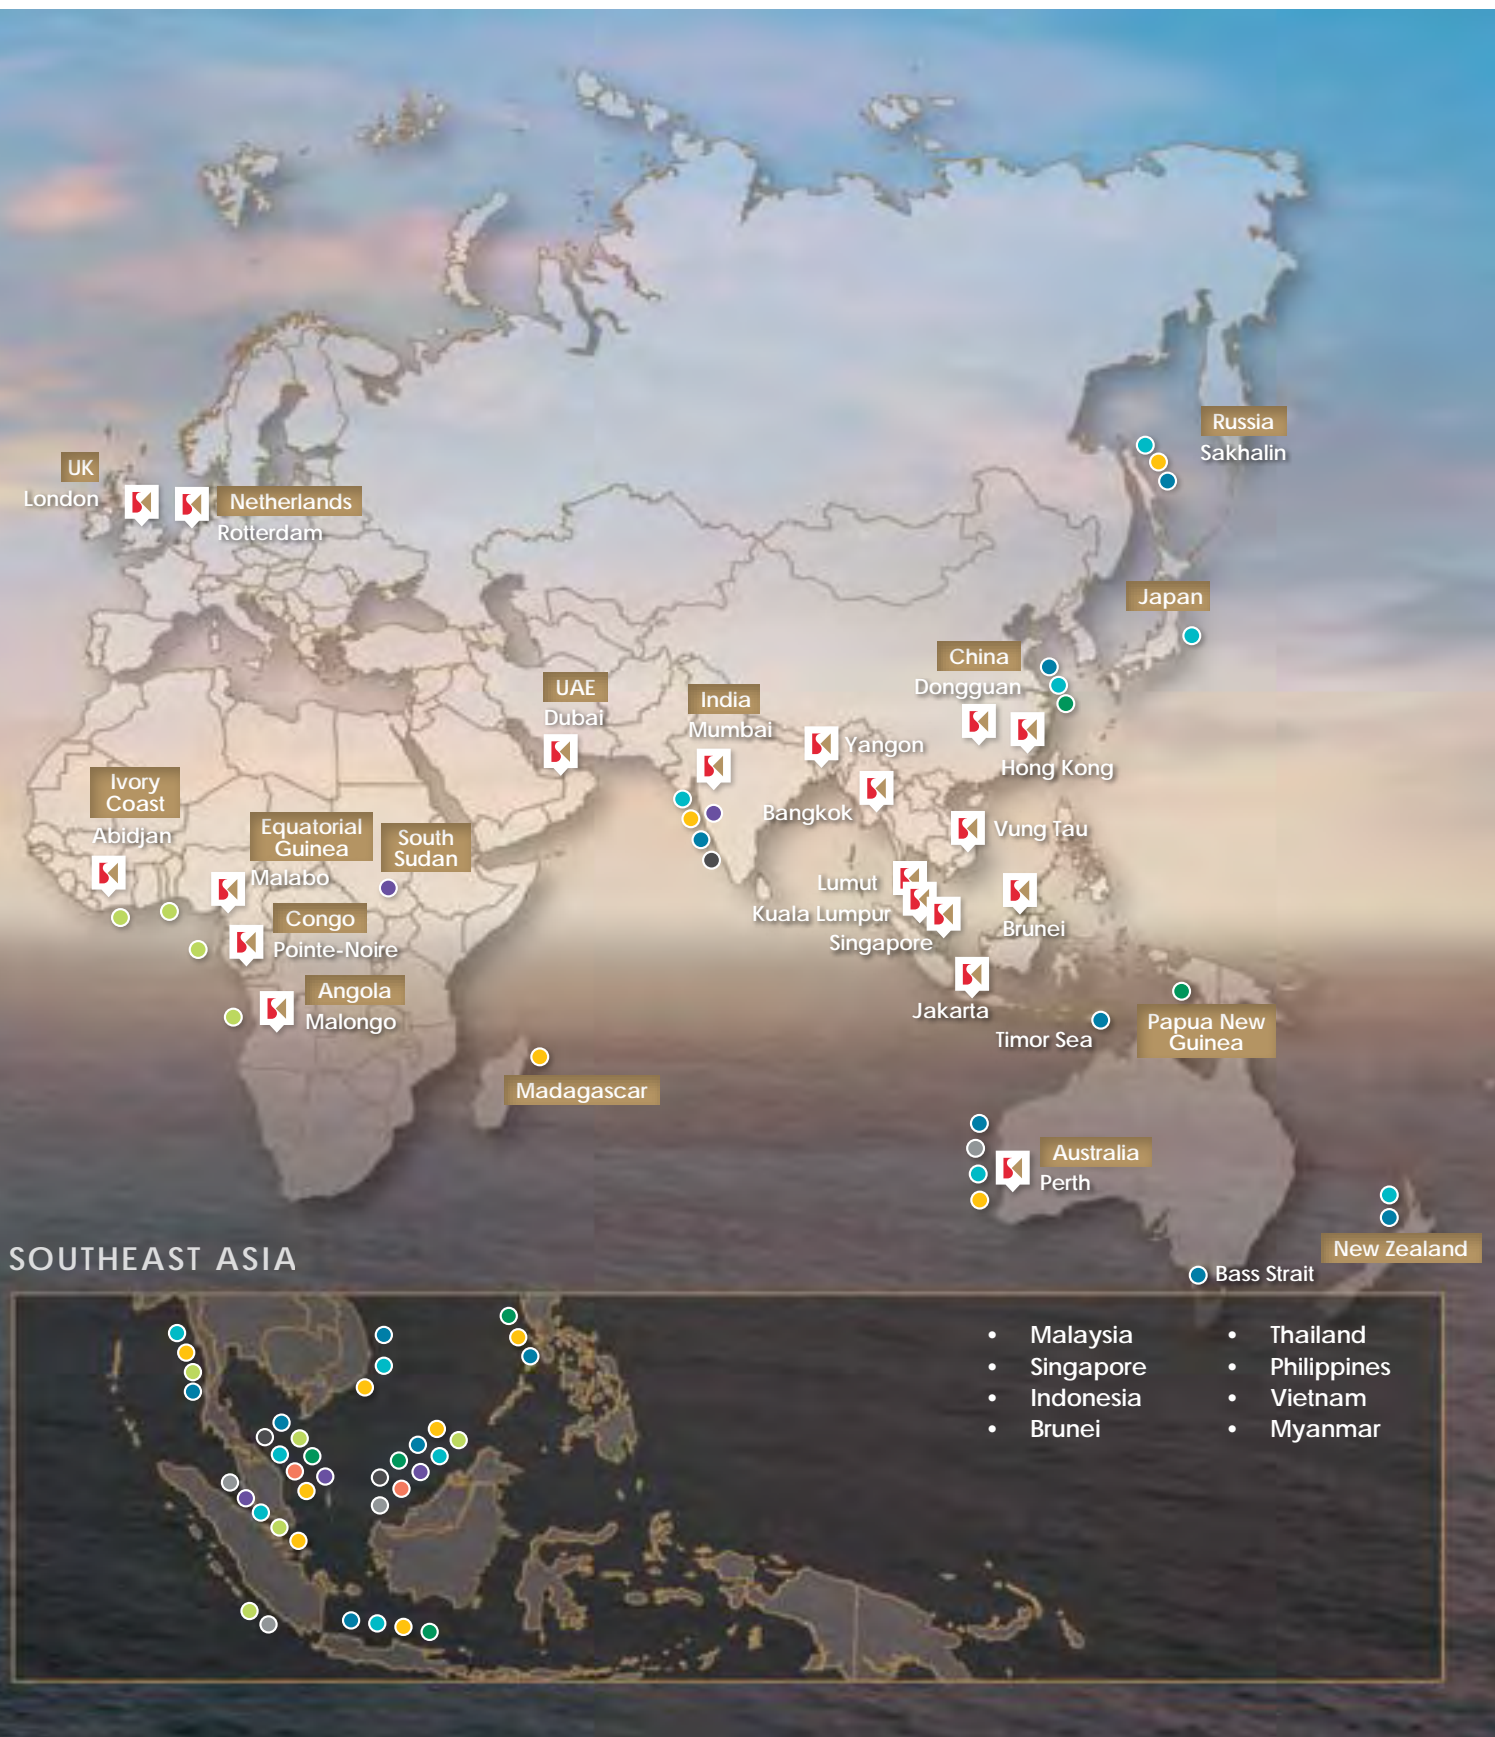 Russia
Sakhalin
UK
London
Netherlands
Rotterdam
Japan
China
Dongguan
UAE
Dubai
India
Mumbai
Yangon
Hong Kong
Ivory
Coast
Abidjan
Bangkok
Equatorial
Guinea
Malabo
South
Sudan
Vung Tau
Lumut
Kuala Lumpur
Singapore
Brunei
Congo
Pointe-Noire
Angola
Malongo
Jakarta
Timor Sea
Papua New
Guinea
Madagascar
Australia
Perth
New Zealand
Bass Strait
SOUTHEAST ASIA
• Malaysia
• Singapore
• Indonesia
• Brunei
• Thailand
• Philippines
• Vietnam
• Myanmar